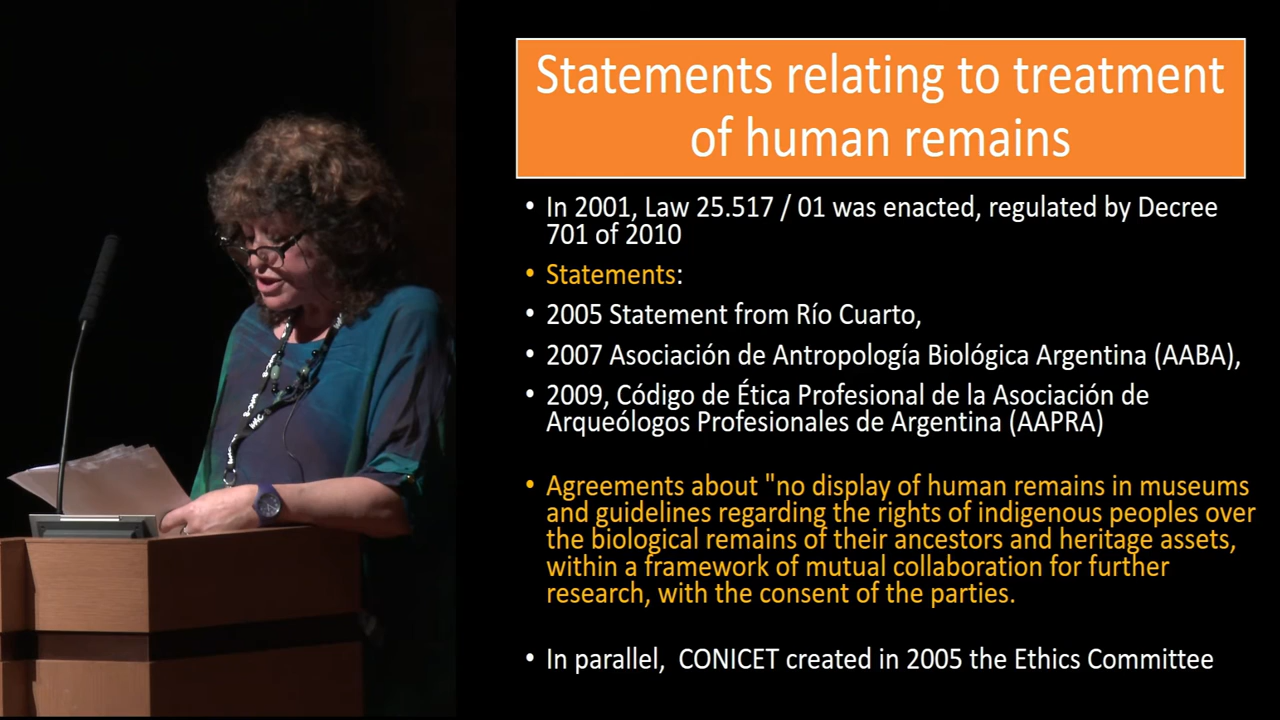 Statements relating to treatment
of human remains
• In 2001, Law 25.517 / 01 was enacted, regulated by Decree
701 of 2010
• Statements:
• 2005 Statement from Río Cuarto,
• 2007 Asociación de Antropología Biológica Argentina (AABA),
• 2009, Código de Ética Profesional de la Asociación de
Arqueólogos Profesionales de Argentina (AAPRA)
• Agreements about "no display of human remains in museums
and guidelines regarding the rights of indigenous peoples over
the biological remains of their ancestors and heritage assets,
within a framework of mutual collaboration for further
research, with the consent of the parties.
• In parallel,  CONICET created in 2005 the Ethics Committee